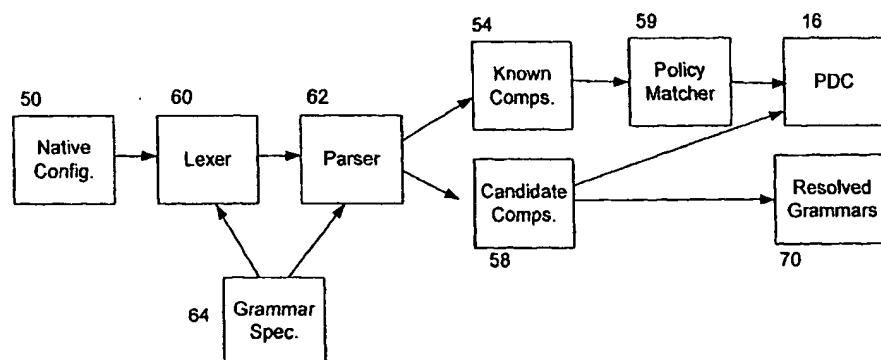 54
59
16
50
60
62
Known
Comps.
Policy
Matcher
PDC
Native
Config.
Lexer
Parser
Candidate
Comps.
Resolved
Grammars
58
70
64
Grammar
Spec.